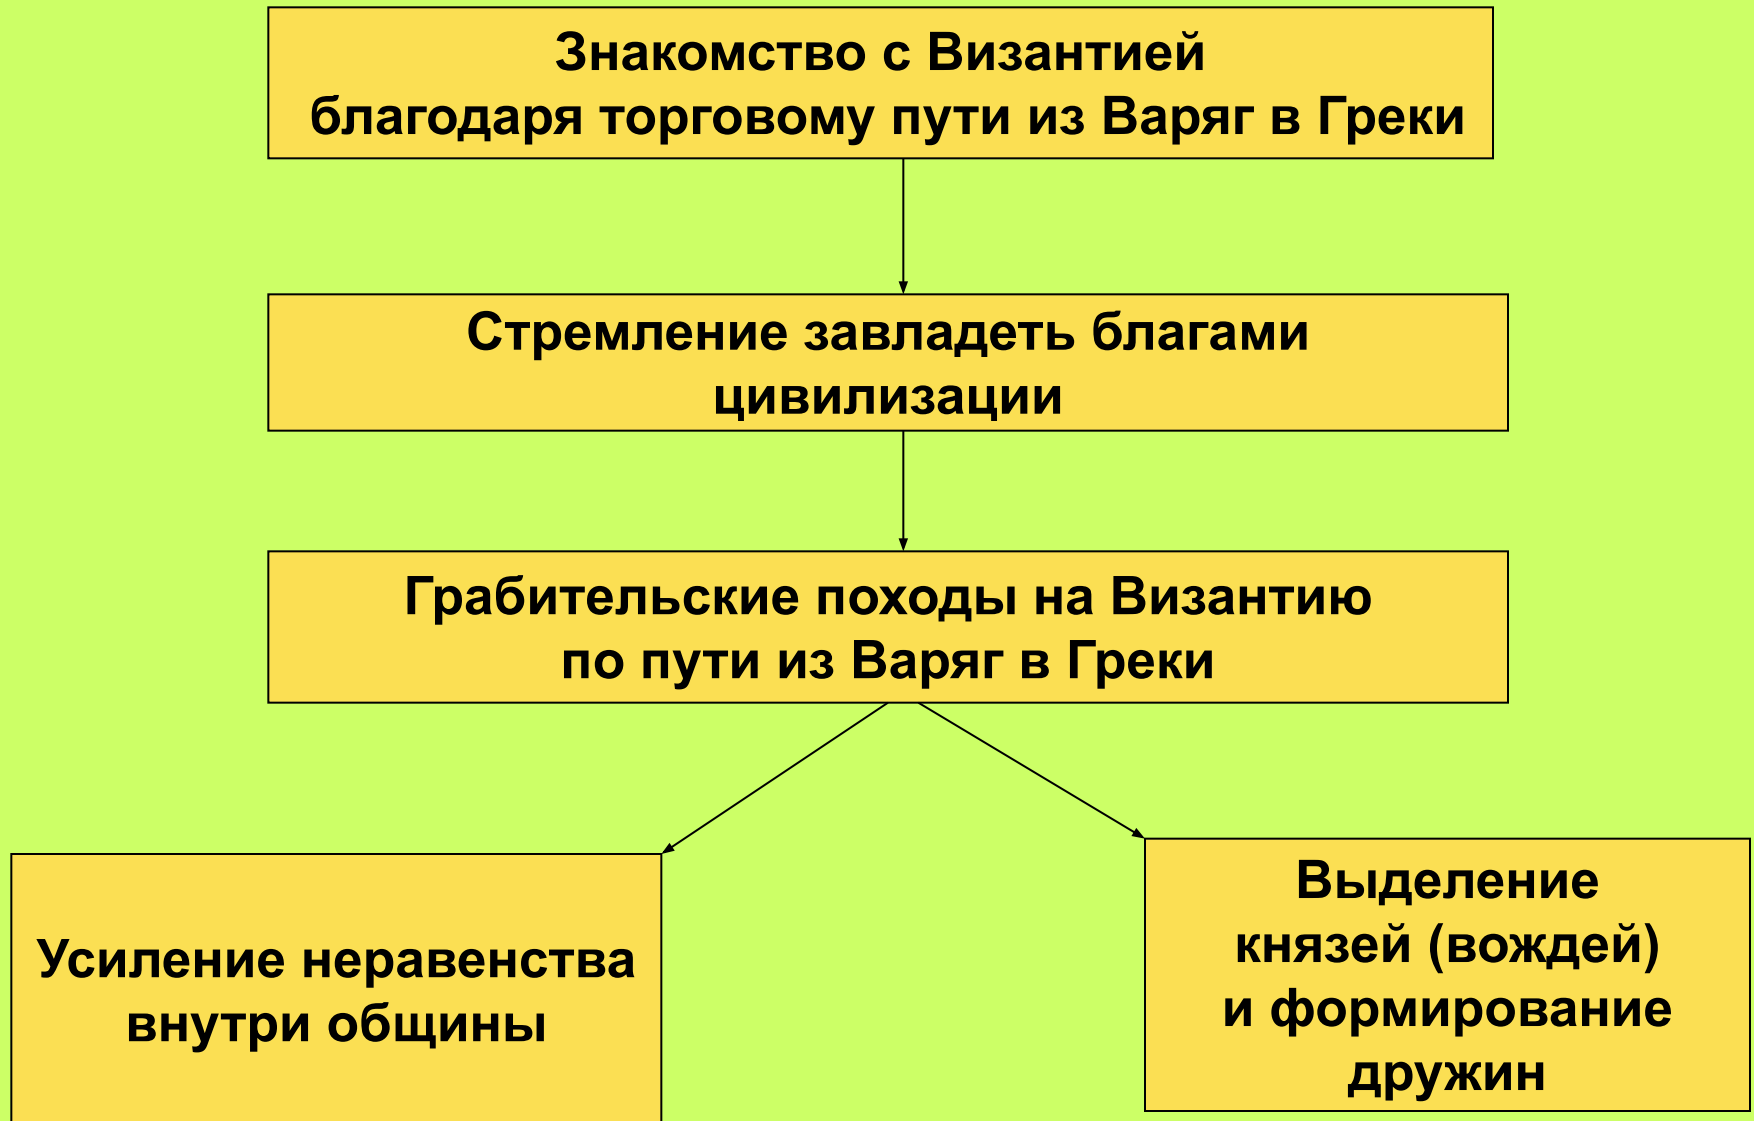 Знакомство с Византией
благодаря торговому пути из Варяг в Греки
Стремление завладеть благами
цивилизации
Грабительские походы на Византию
по пути из Варяг в Греки
Усиление неравенства
внутри общины
Выделение
князей (вождей)
и формирование
дружин